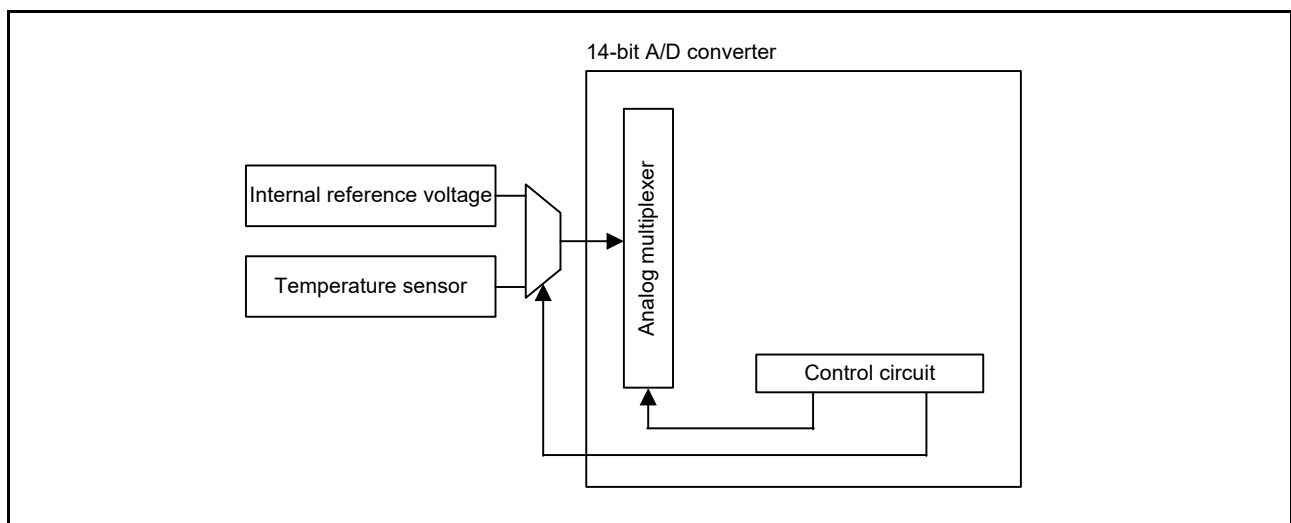 14-bit A/D converter
Internal reference voltage
Analog multiplexer
Temperature sensor
Control circuit